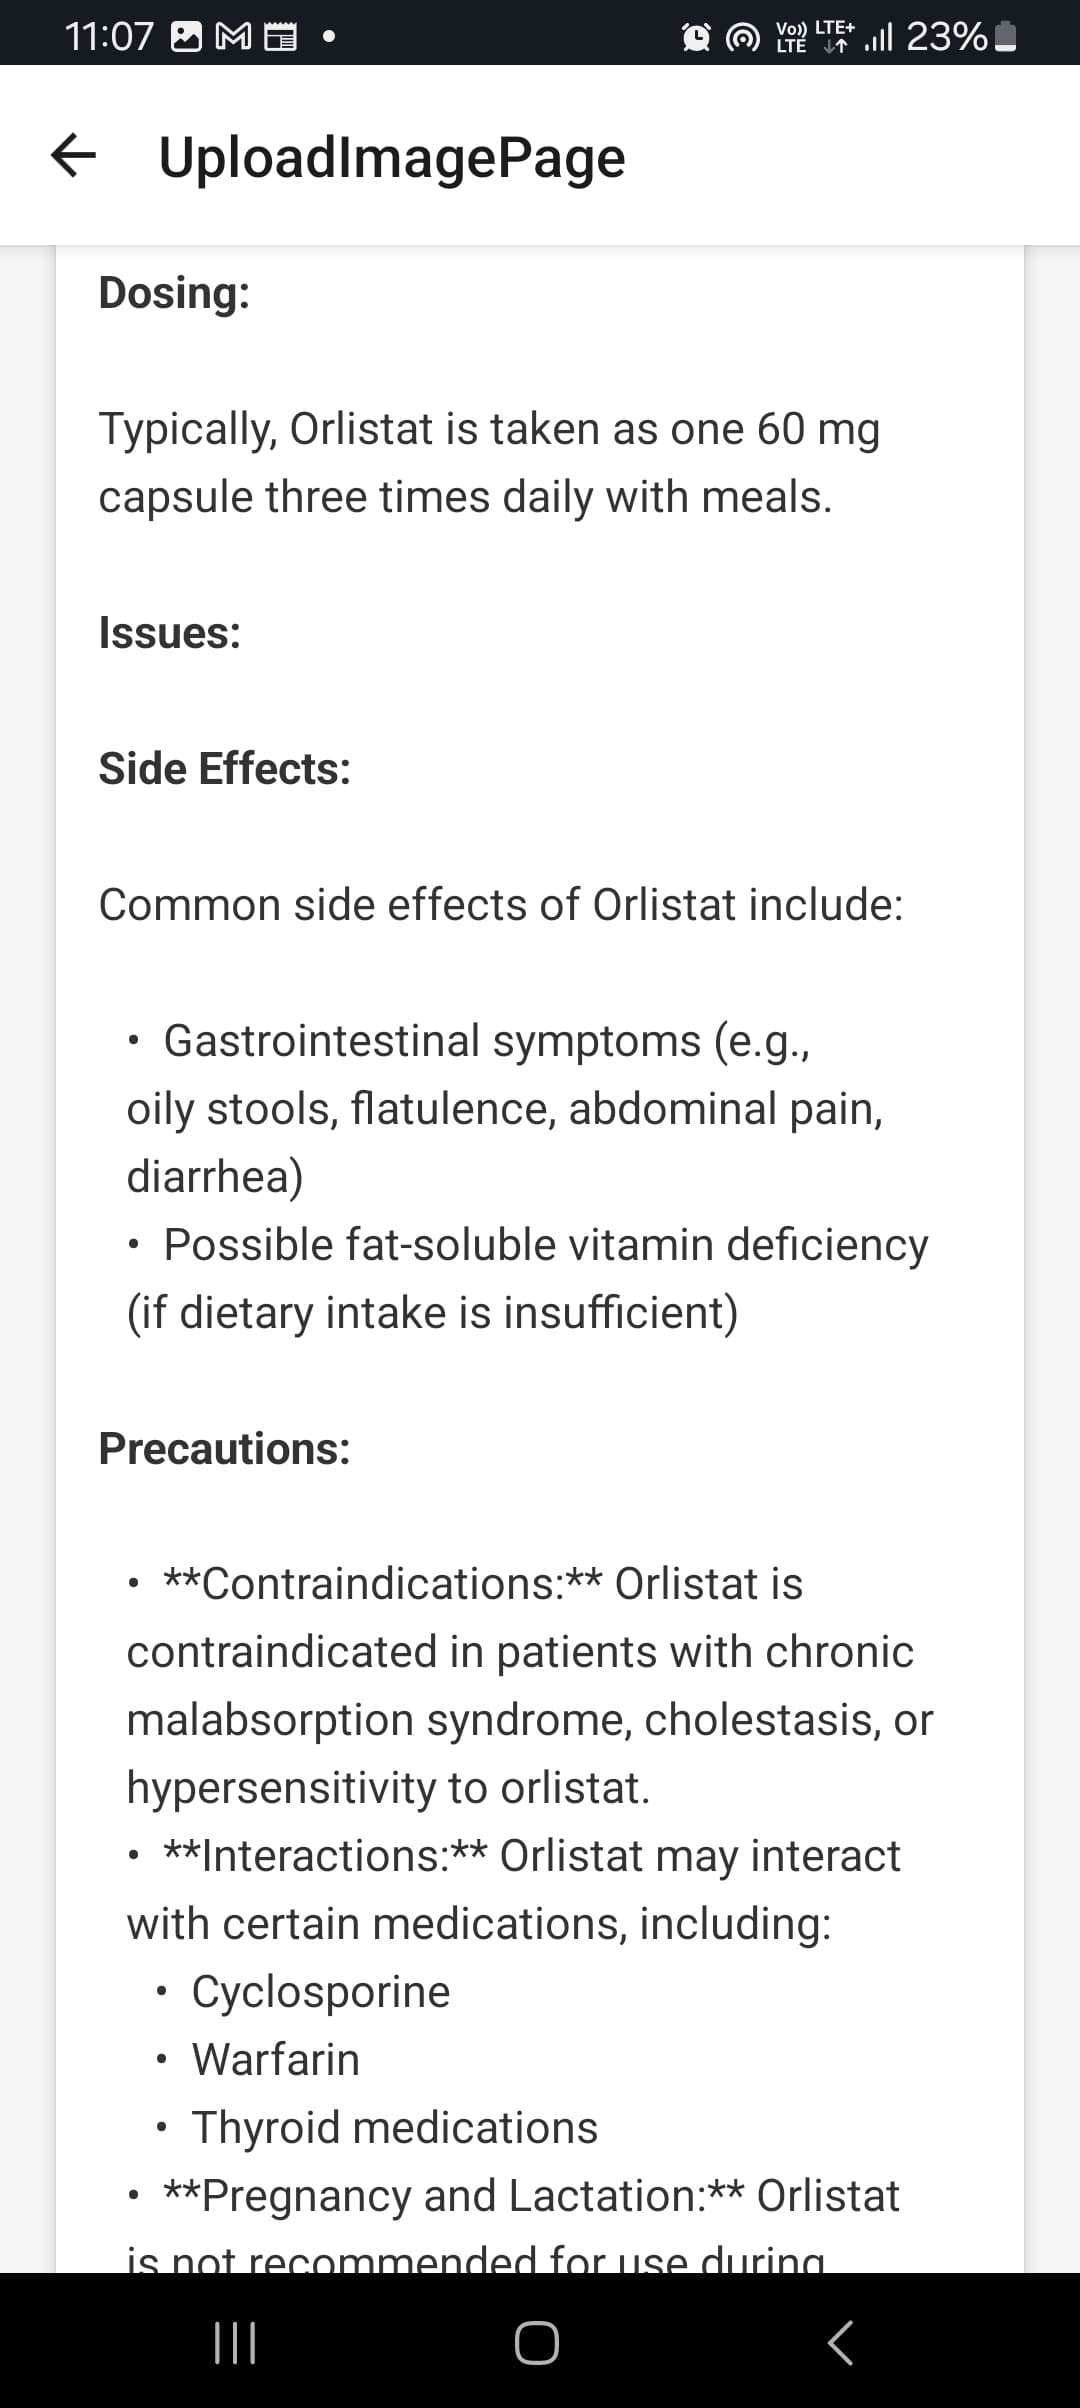 11:07
Vo)) LTE+
LTE
23%
UploadImagePage
Dosing:
Typically, Orlistat is taken as one 60 mg
capsule three times daily with meals.
Issues:
Side Effects:
Common side effects of Orlistat include:
• Gastrointestinal symptoms (e.g.,
oily stools, flatulence, abdominal pain,
diarrhea)
• Possible fat-soluble vitamin deficiency
(if dietary intake is insufficient)
Precautions:
• **Contraindications:** Orlistat is
contraindicated in patients with chronic
malabsorption syndrome, cholestasis, or
hypersensitivity to orlistat.
• **Interactions:** Orlistat may interact
with certain medications, including:
• Cyclosporine
• Warfarin
• Thyroid medications
• **Pregnancy and Lactation:** Orlistat
is not recommended for use during